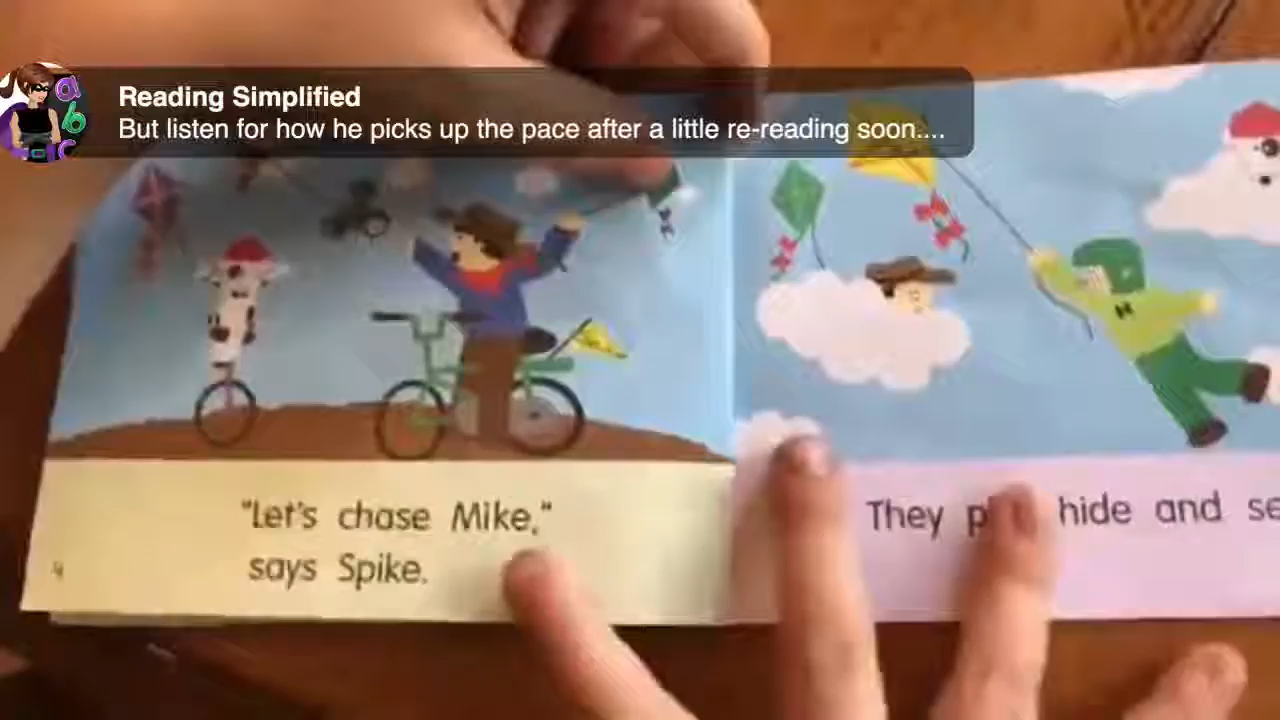 Reading Simplified
But listen for how he picks up the pace after a little re-reading soon....
a
b
c
"Let's chase Mike,"
says Spike.
4
They hide and se